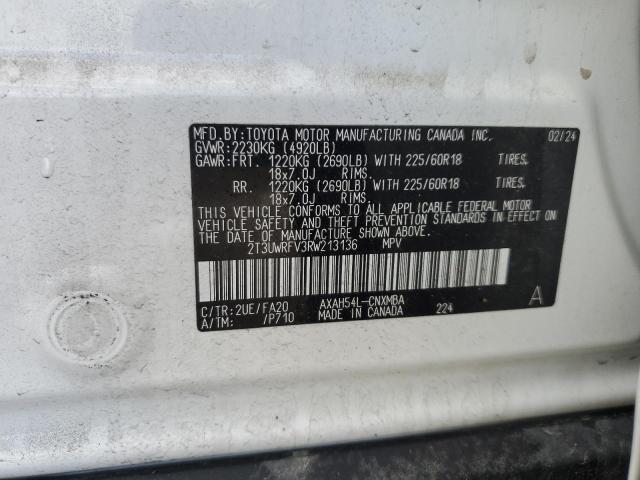 MFD.BY:TOYOTA MOTOR MANUFACTURING CANADA INC. 02/24
GVWR:2230KG (4920LB)
GAWR:FRT. 1220KG (2690LB) WITH 225/60R18 TIRES.
18x7.0J RIMS.
RR. 1220KG (2690LB) WITH 225/60R18 TIRES.
18x7.0J RIMS.
THIS VEHICLE CONFORMS TO ALL APPLICABLE FEDERAL MOTOR
VEHICLE SAFETY AND THEFT PREVENTION STANDARDS IN EFFECT ON
THE DATE OF MANUFACTURE SHOWN ABOVE.
2T3UWRFV3RW213136 MPV
C/TR:2UE/FA20 AXAH54L-CNXMBA A
A/TM: /P710 MADE IN CANADA 224